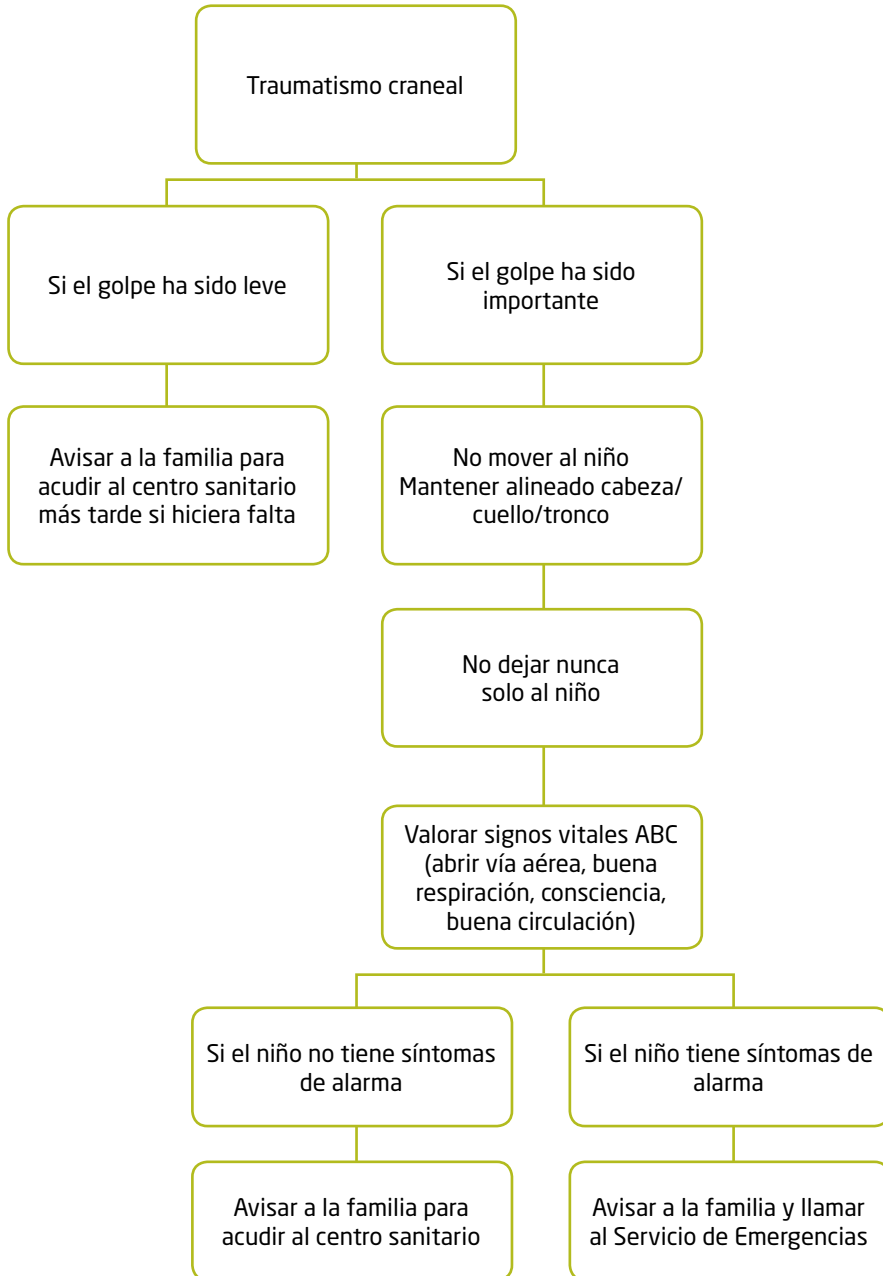 Traumatismo craneal
Si el golpe ha sido leve
Si el golpe ha sido
importante
Avisar a la familia para
acudir al centro sanitario
más tarde si hiciera falta
No mover al niño
Mantener alineado cabeza/
cuello/tronco
No dejar nunca
solo al niño
Valorar signos vitales ABC
(abrir vía aérea, buena
respiración, consciencia,
buena circulación)
Si el niño no tiene síntomas
de alarma
Si el niño tiene síntomas de
alarma
Avisar a la familia para
acudir al centro sanitario
Avisar a la familia y llamar
al Servicio de Emergencias